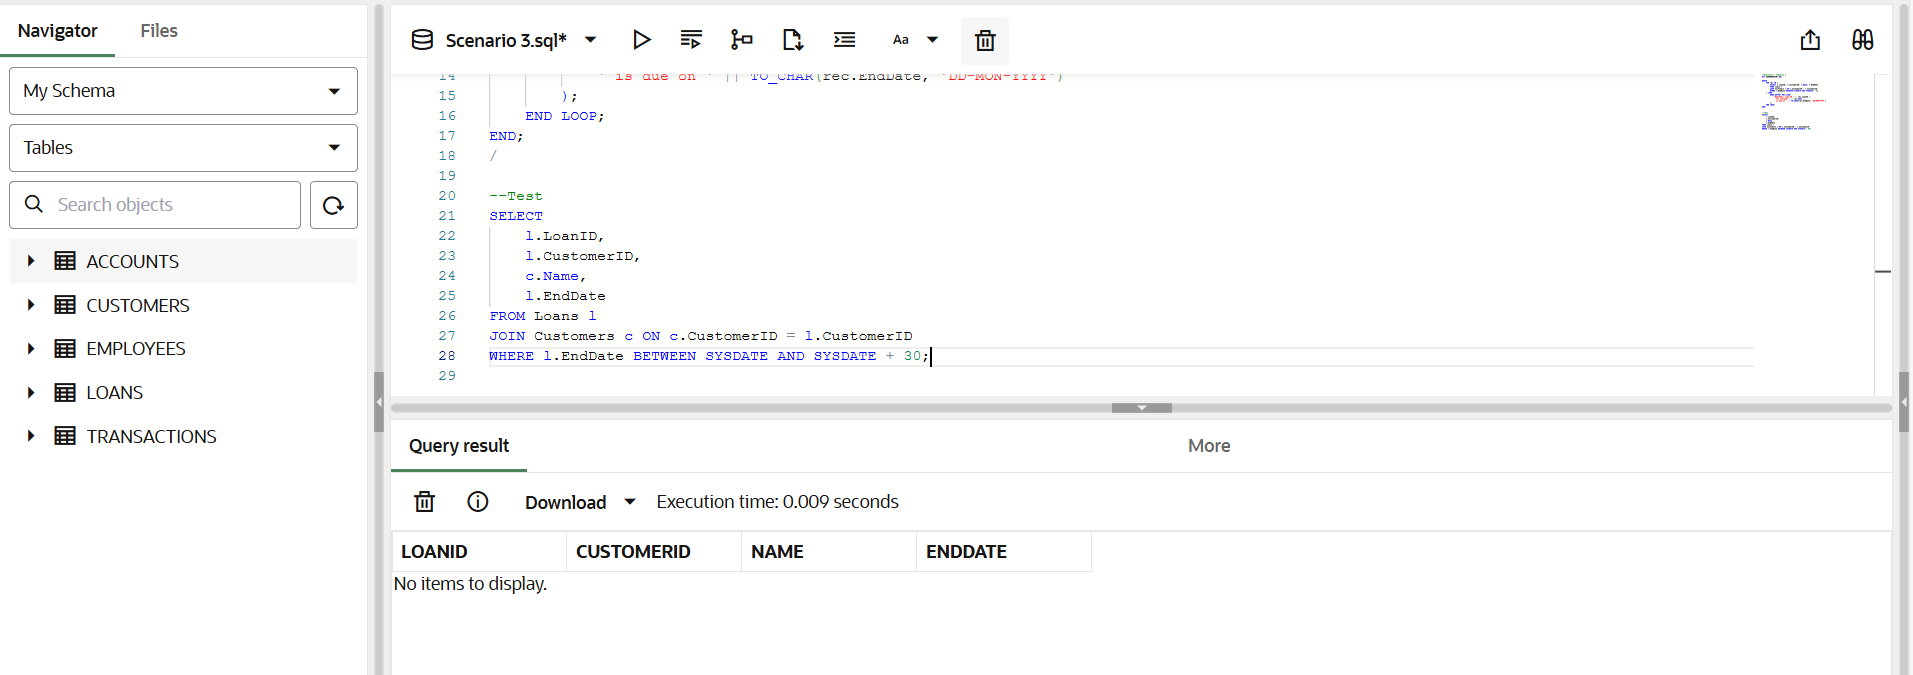 Navigator
Files
My Schema
Tables
Search objects
ACCOUNTS
CUSTOMERS
EMPLOYEES
LOANS
TRANSACTIONS
Scenario 3.sql*
Aa
14 ' is due on ' || TO_CHAR(rec.EndDate, 'DD-MON-YYYY')
15 );
16 END LOOP;
17 END;
18 /
19
20 --Test
21 SELECT
22 l.LoanID,
23 l.CustomerID,
24 c.Name,
25 l.EndDate
26 FROM Loans l
27 JOIN Customers c ON c.CustomerID = l.CustomerID
28 WHERE l.EndDate BETWEEN SYSDATE AND SYSDATE + 30;
29
Query result
More
Download
Execution time: 0.009 seconds
LOANID CUSTOMERID NAME ENDDATE
No items to display.